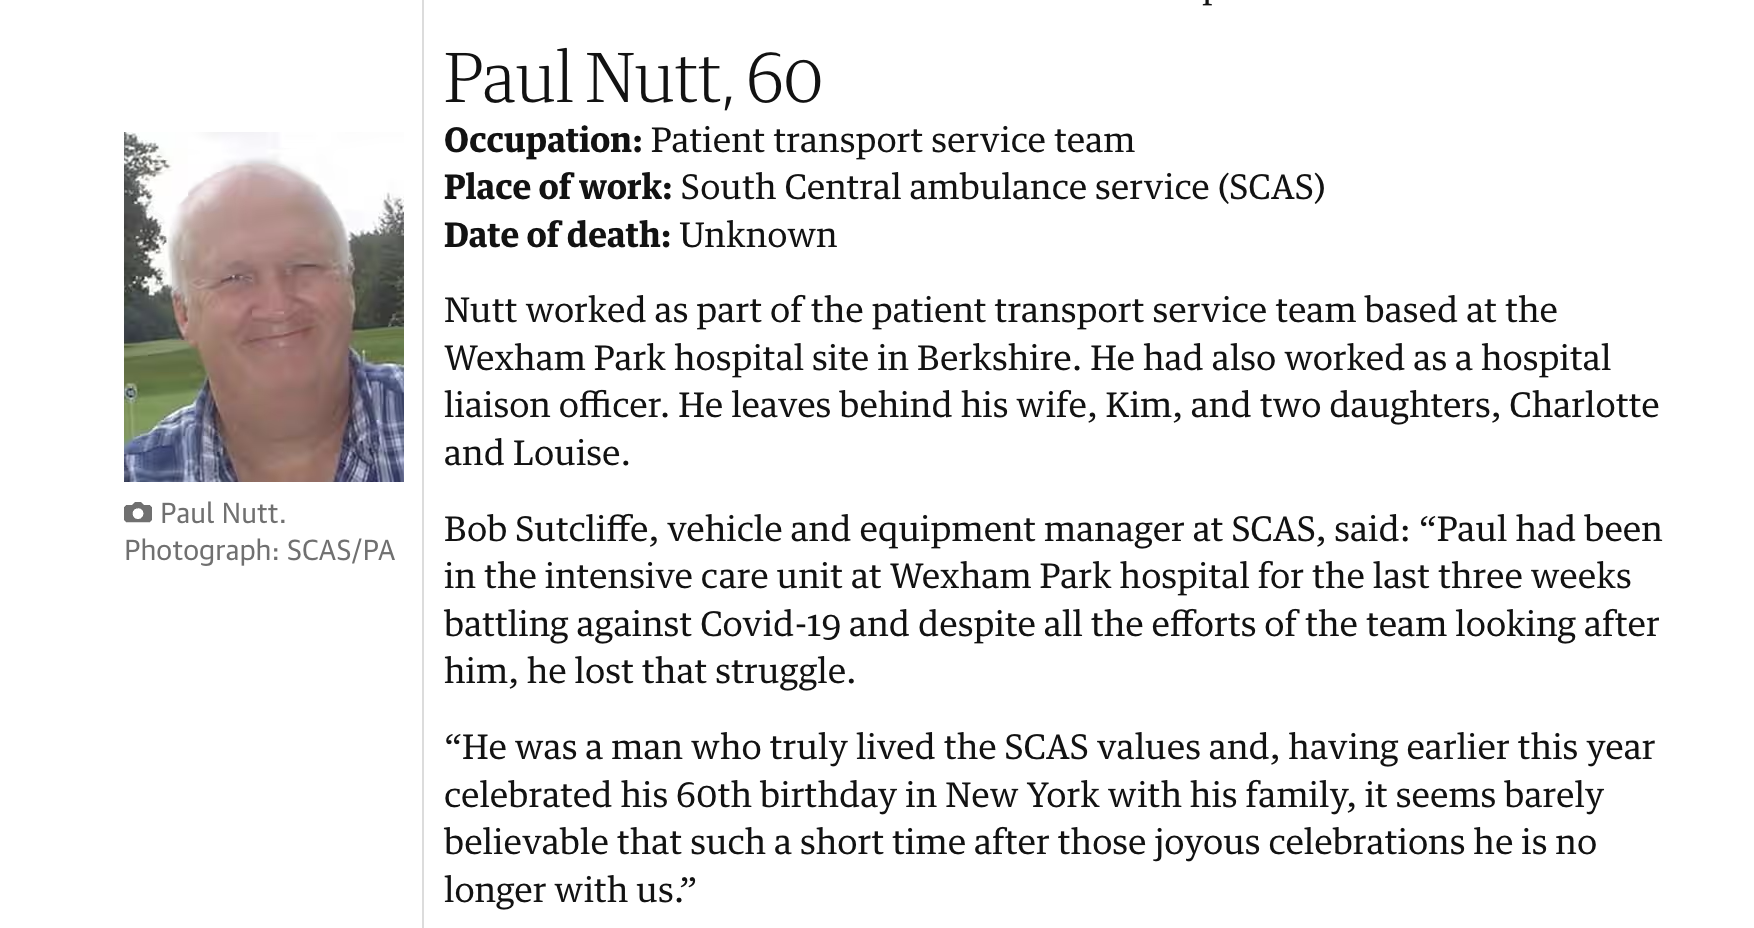 Paul Nutt, 60
Occupation: Patient transport service team
Place of work: South Central ambulance service (SCAS)
Date of death: Unknown
Nutt worked as part of the patient transport service team based at the
Wexham Park hospital site in Berkshire. He had also worked as a hospital
liaison officer. He leaves behind his wife, Kim, and two daughters, Charlotte
and Louise.
Bob Sutcliffe, vehicle and equipment manager at SCAS, said: “Paul had been
in the intensive care unit at Wexham Park hospital for the last three weeks
battling against Covid-19 and despite all the efforts of the team looking after
him, he lost that struggle.
“He was a man who truly lived the SCAS values and, having earlier this year
celebrated his 60th birthday in New York with his family, it seems barely
believable that such a short time after those joyous celebrations he is no
longer with us.”
Paul Nutt.
Photograph: SCAS/PA